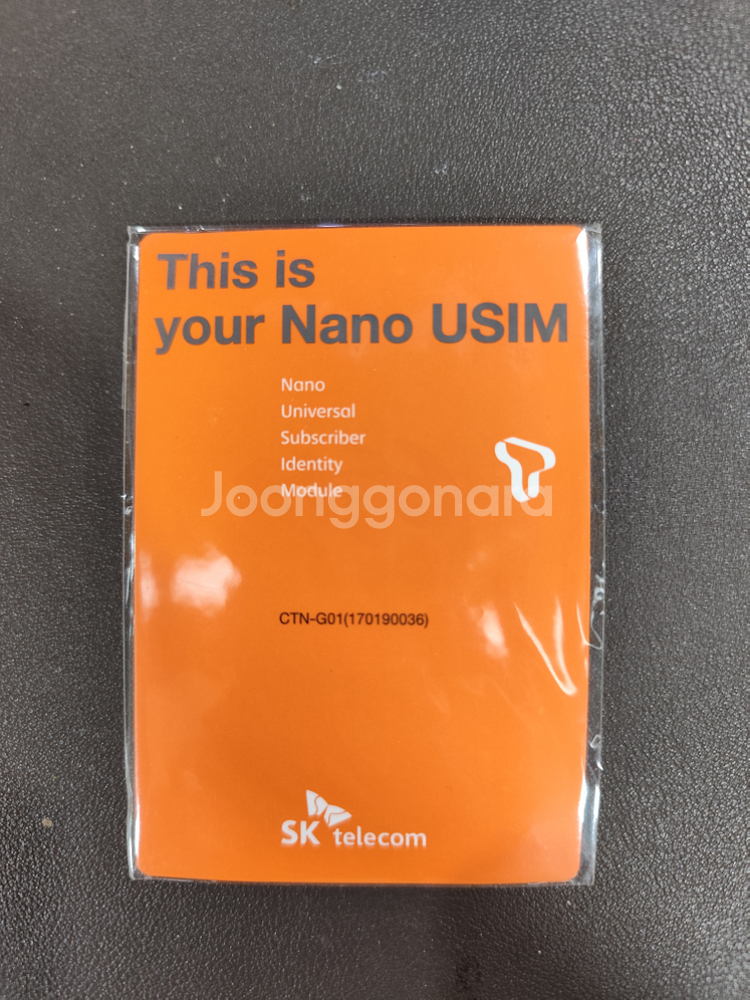 This is
your Nano USIM
Nano
Universal
Subscriber
Identity
Module
Joonggonara
CTN-G01(170190036)
SK telecom